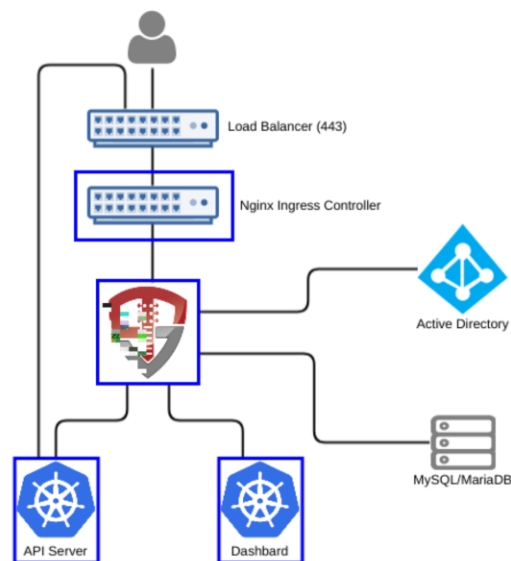 Load Balancer (443)
Nginx Ingress Controller
Active Directory
MySQL/MariaDB
API Server
Dashbard